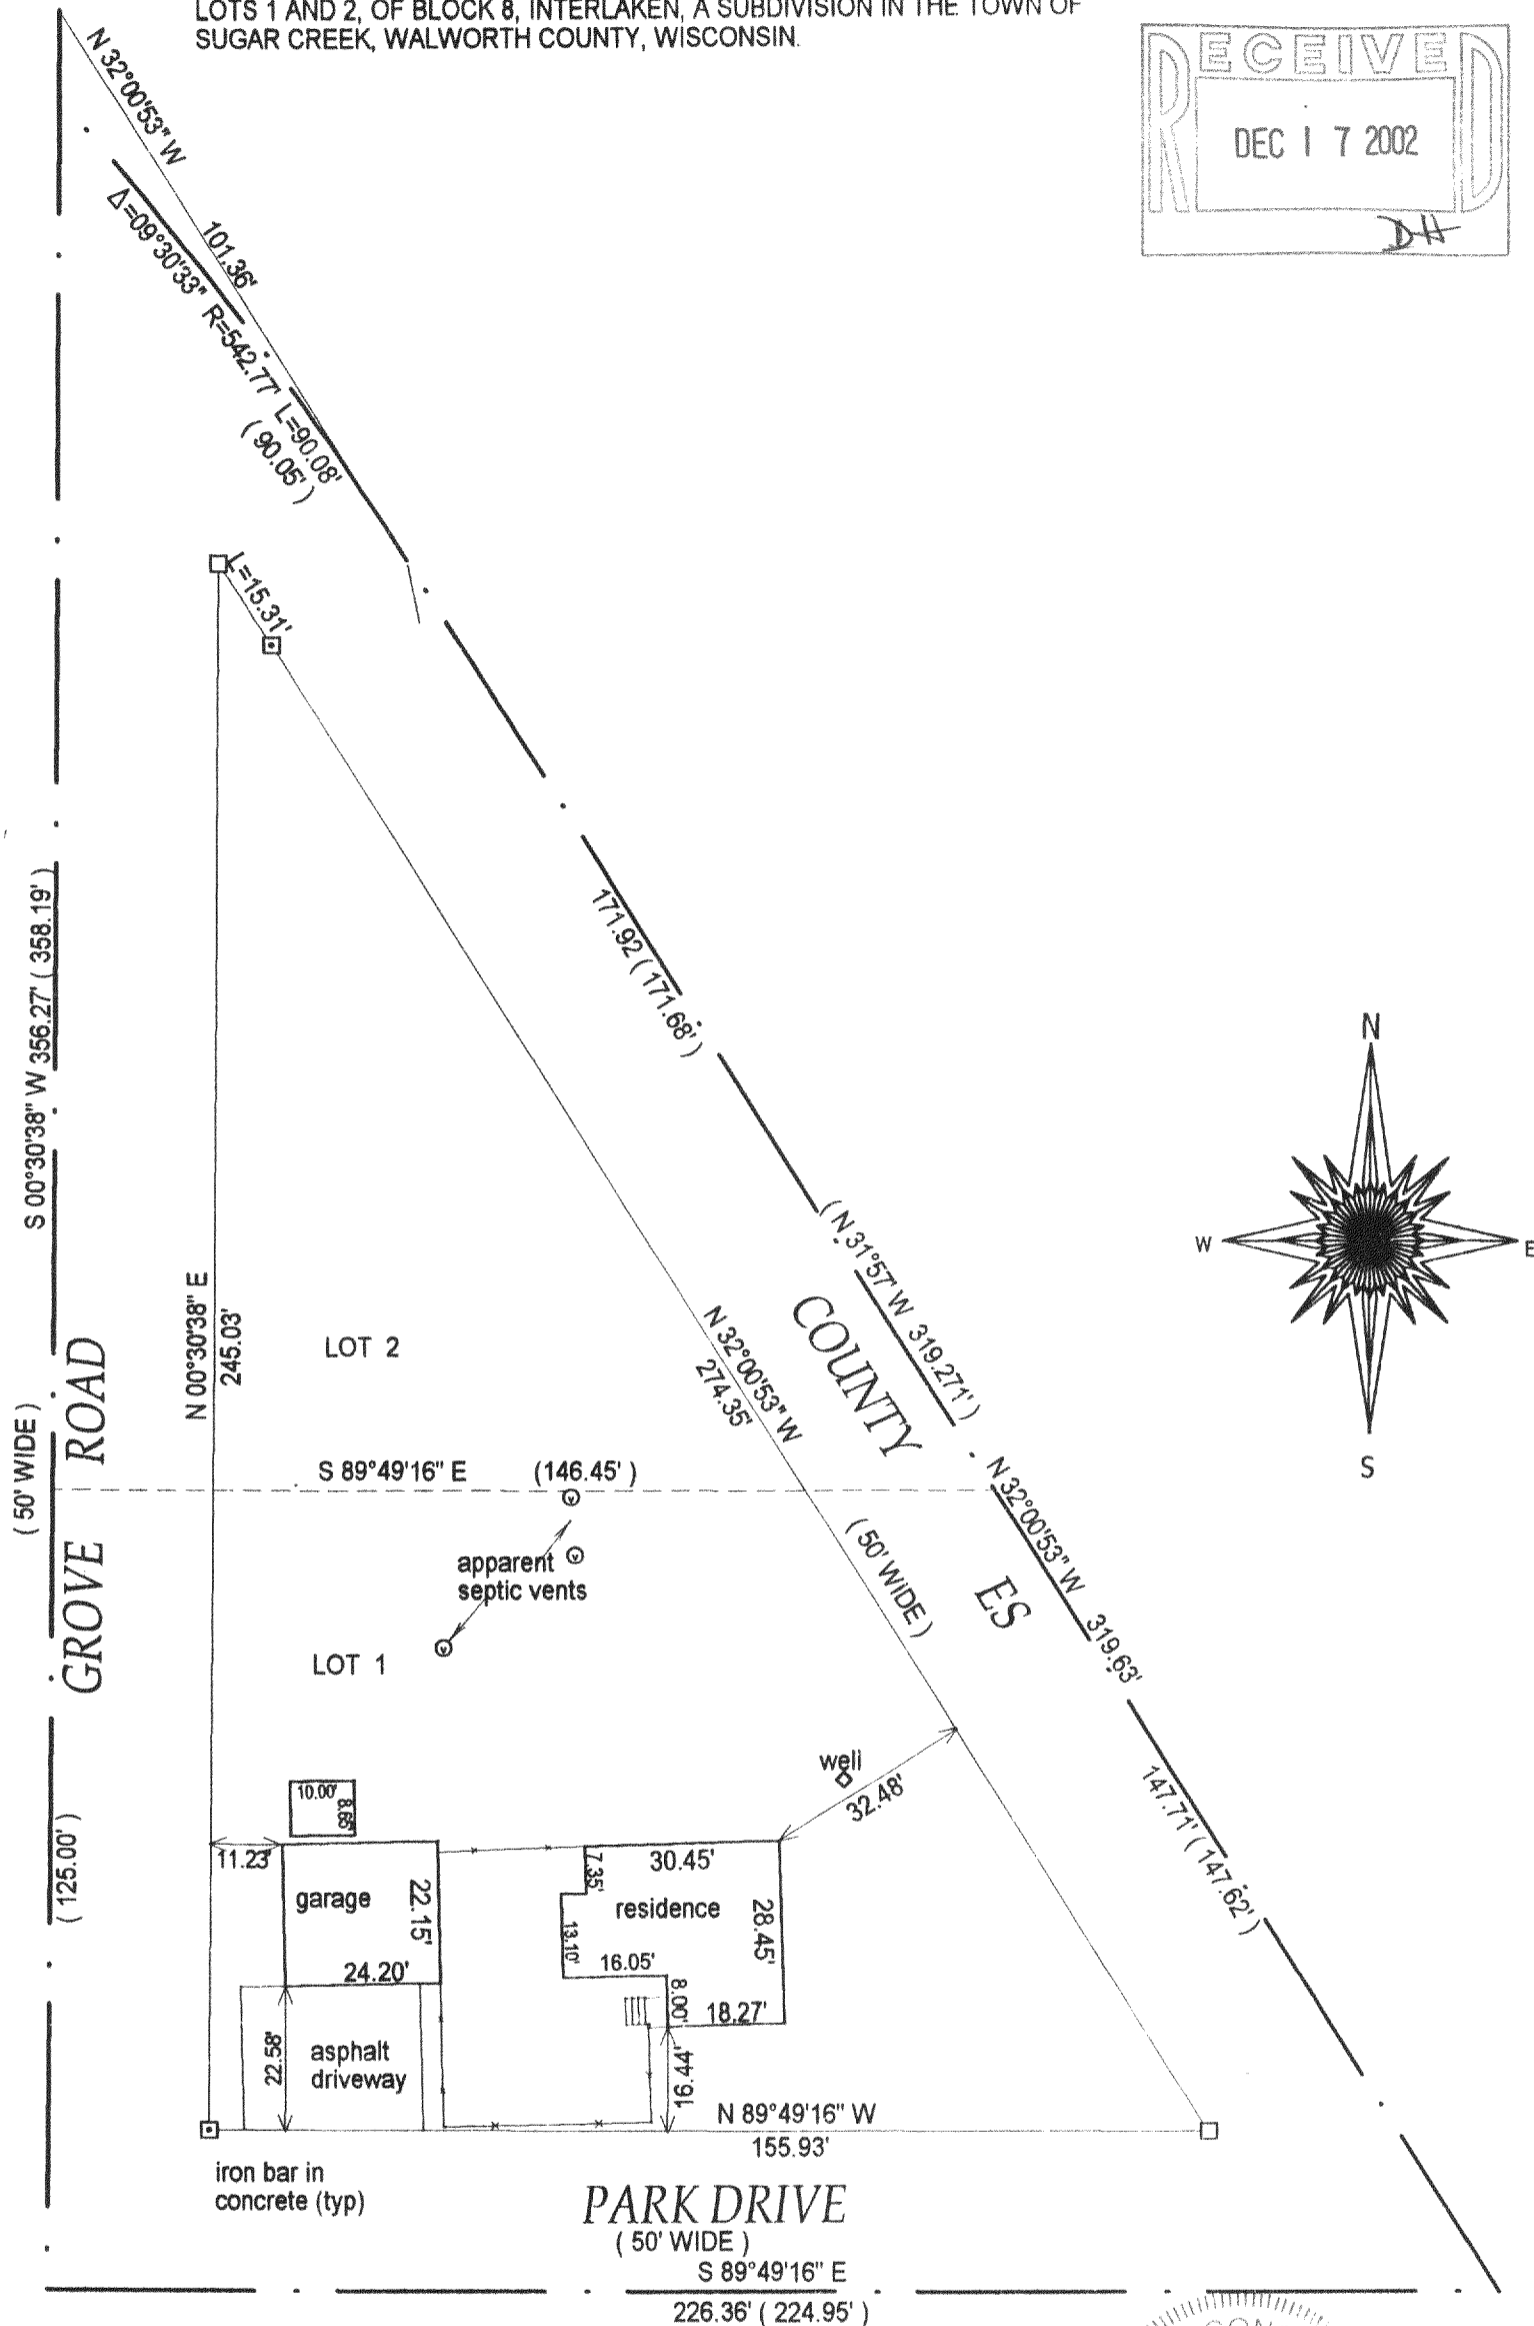 LOTS 1 AND 2, OF BLOCK 8, INTERLAKEN, A SUBDIVISION IN THE TOWN OF
SUGAR CREEK, WALWORTH COUNTY, WISCONSIN.
RECEIVED
DEC 17 2002
DH
N 32°00'53" W
101.36'
Δ=09°30'33" R=542.77' L=90.08'
(90.05')
L=15.31'
171.92 (171.68')
S 00°30'38" W 356.27' (358.19')
N
W
E
S
(N 31°57' W 319.271')
COUNTY
ES
(50' WIDE)
N 32°00'53" W
274.35'
N 00°30'38" E
245.03'
LOT 2
GROVE ROAD
(50' WIDE)
S 89°49'16" E (146.45')
N 32°00'53" W 319.63'
apparent
septic vents
v
v
v
LOT 1
well
32.48'
147.71' (147.62')
(125.00')
10.00'
8.65'
11.23'
garage
22.15'
24.20'
7.35'
30.45'
residence
28.45'
13.10'
16.05'
8.00'
18.27'
22.58'
asphalt
driveway
16.44'
N 89°49'16" W
155.93'
iron bar in
concrete (typ)
PARK DRIVE
(50' WIDE)
S 89°49'16" E
226.36' (224.95')
CON